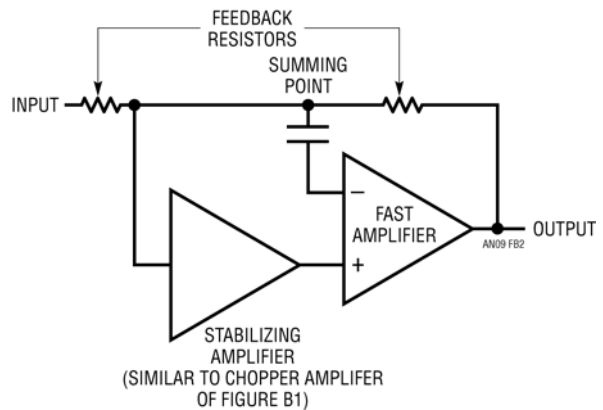 FEEDBACK
RESISTORS
SUMMING
POINT
INPUT
−
FAST
AMPLIFIER
+
OUTPUT
AN09 FB2
STABILIZING
AMPLIFIER
(SIMILAR TO CHOPPER AMPLIFER
OF FIGURE B1)